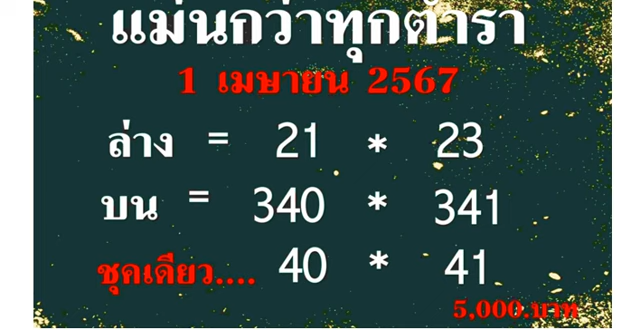 แม่นกว่าทุกตำรา
1 เมษายน 2567
ล่าง = 21 * 23
บน = 340 * 341
ชุดเดียว.... 40 * 41
5,000.บาท